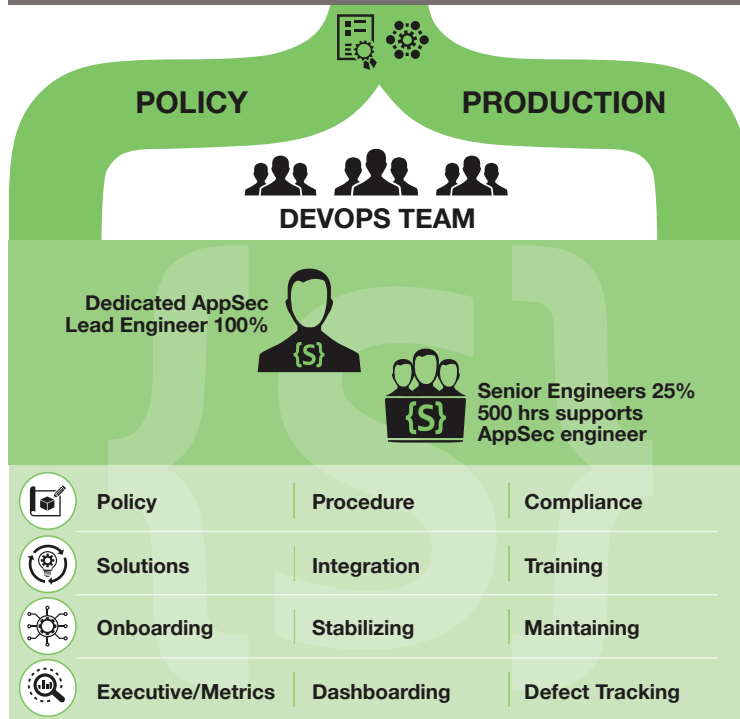 POLICY
PRODUCTION
DEVOPS TEAM
Dedicated AppSec
Lead Engineer 100%
{S}
Senior Engineers 25%
500 hrs supports
AppSec engineer
{S}
{S}
Policy
Procedure
Compliance
Solutions
Integration
Training
Onboarding
Stabilizing
Maintaining
Executive/Metrics
Dashboarding
Defect Tracking